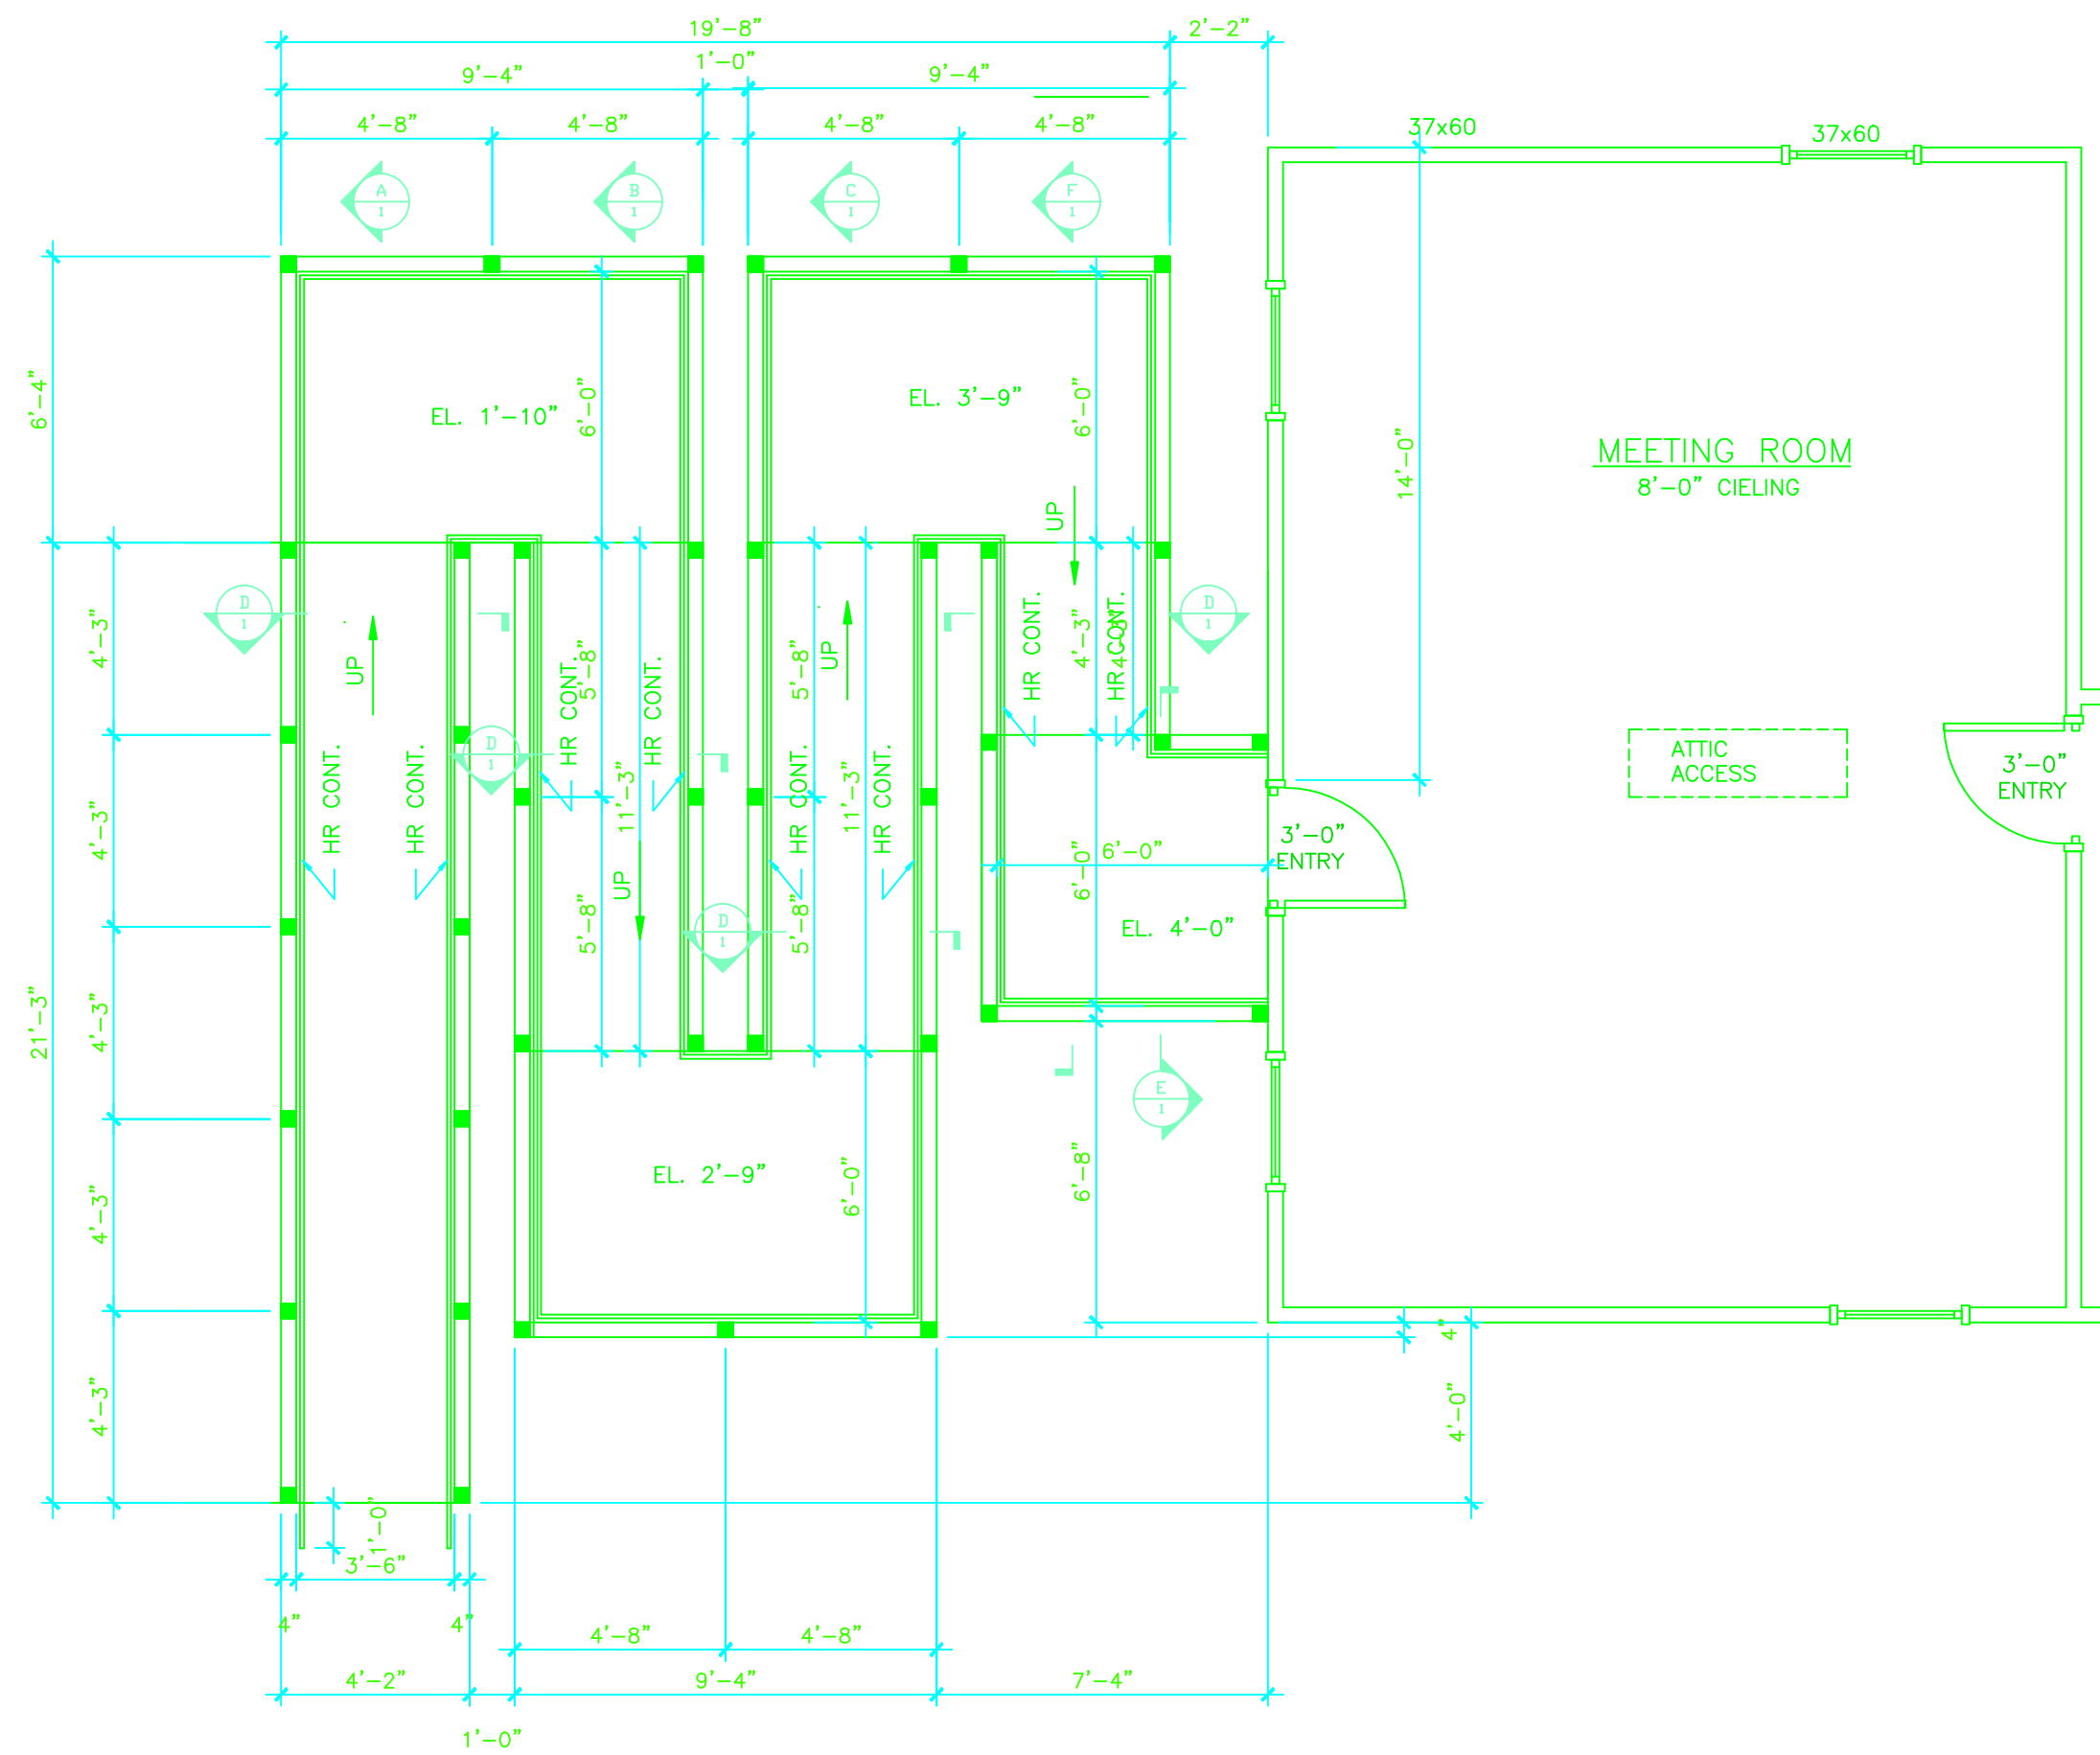 19'-8"
2'-2"
1'-0"
9'-4"
9'-4"
4'-8"
4'-8"
4'-8"
4'-8"
37x60
37x60
A
1
B
1
C
1
F
1
6'-4"
EL. 1'-10"
6'-0"
EL. 3'-9"
6'-0"
14'-0"
MEETING ROOM
8'-0" CIELING
UP
D
1
4'-3"
UP
HR CONT.
5'-8"
HR CONT.
5'-8"
UP
HR CONT.
4'-3"
HR CONT.
4'-3"
D
1
D
1
ATTIC
ACCESS
3'-0"
ENTRY
HR CONT.
HR CONT.
11'-3"
HR CONT.
11'-3"
HR CONT.
4'-3"
6'-0"
6'-0"
3'-0"
ENTRY
UP
5'-8"
D
1
5'-8"
EL. 4'-0"
21'-3"
4'-3"
E
1
EL. 2'-9"
6'-0"
6'-8"
4'-3"
4"
4'-3"
4'-0"
1'-0"
3'-6"
4"
4"
4'-8"
4'-8"
4'-2"
9'-4"
7'-4"
1'-0"